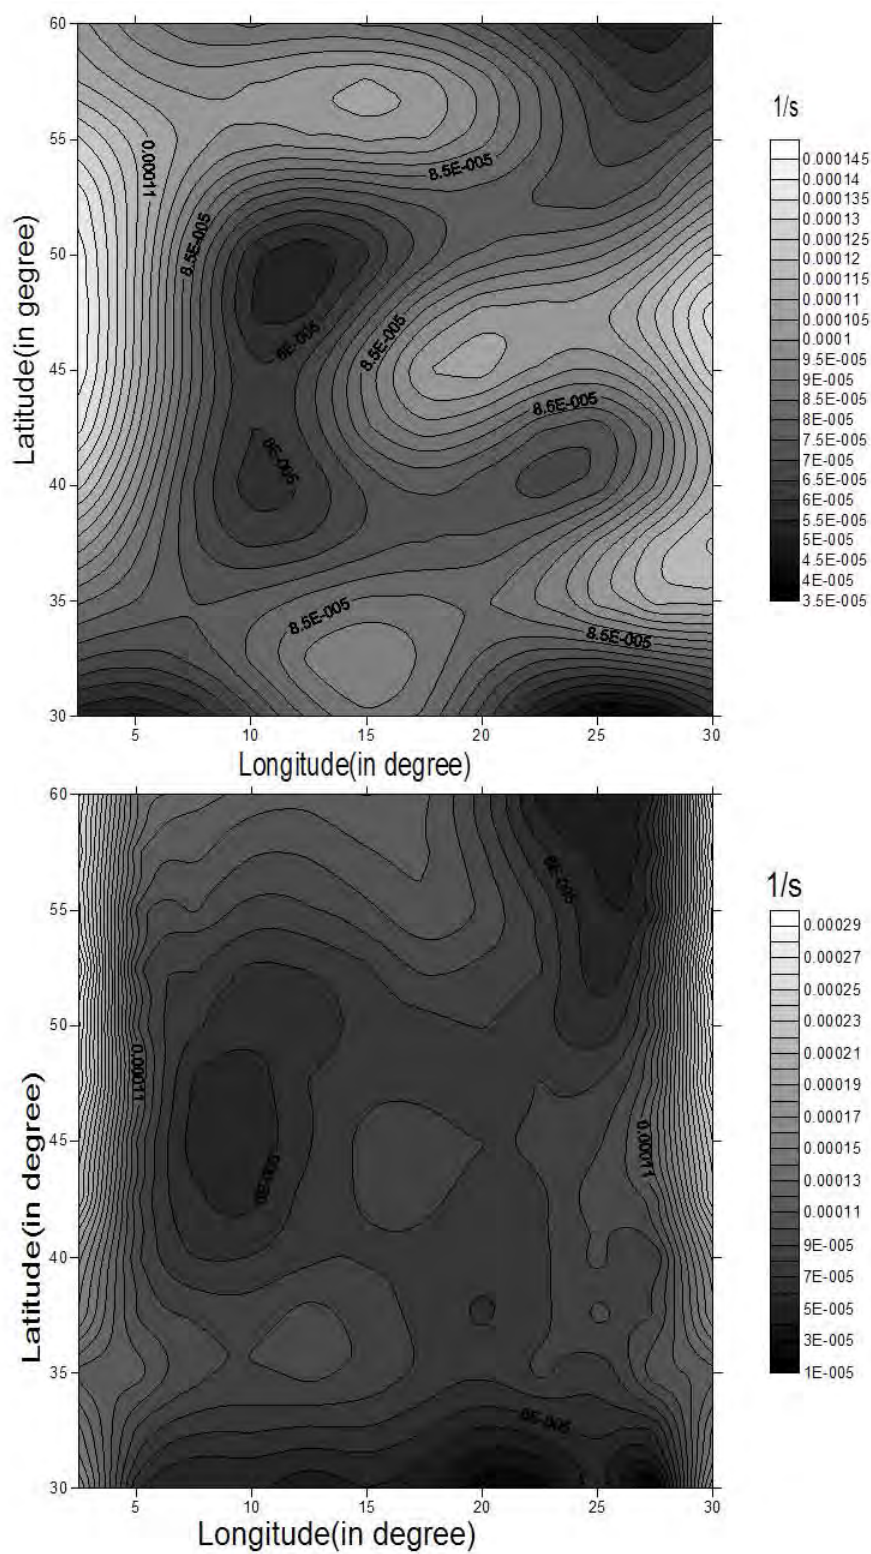 60
55
50
45
40
35
30
Latitude(in gegree)
0.00011
8.5E-005
8.5E-005
6E-005
8.5E-005
8.5E-005
6E-005
8.5E-005
8.5E-005
5
10
15
20
25
30
Longitude(in degree)
1/s
0.000145
0.00014
0.000135
0.00013
0.000125
0.00012
0.000115
0.00011
0.000105
0.0001
9.5E-005
9E-005
8.5E-005
8E-005
7.5E-005
7E-005
6.5E-005
6E-005
5.5E-005
5E-005
4.5E-005
4E-005
3.5E-005
60
55
50
45
40
35
30
Latitude(in degree)
6E-005
0.00011
0.00011
6E-005
6E-005
5
10
15
20
25
30
Longitude(in degree)
1/s
0.00029
0.00027
0.00025
0.00023
0.00021
0.00019
0.00017
0.00015
0.00013
0.00011
9E-005
7E-005
5E-005
3E-005
1E-005